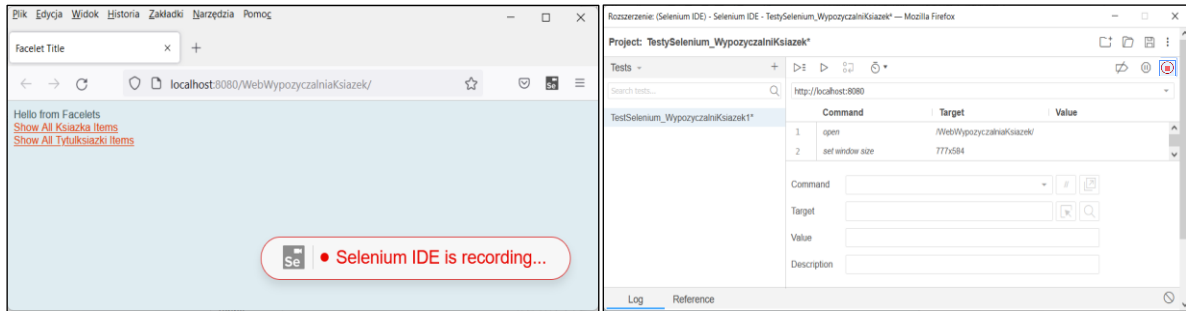 Plik Edycja Widok Historia Zakładki Narzędzia Pomoc
Facelet Title
localhost:8080/WebWypozyczalniaKsiazek/
Se
Hello from Facelets
Show All Ksiazka Items
Show All Tytulksiazki Items
Se
Selenium IDE is recording...
Rozszerzenie: (Selenium IDE) - Selenium IDE - TestySelenium_WypozyczalniKsiazek* — Mozilla Firefox
Project: TestySelenium_WypozyczalniKsiazek*
Tests
Search tests...
http://localhost:8080
TestSelenium_WypozyczalniKsiazek1*
Command Target Value
1 open /WebWypozyczalniaKsiazek/
2 set window size 777x584
Command
//
Target
Value
Description
Log Reference